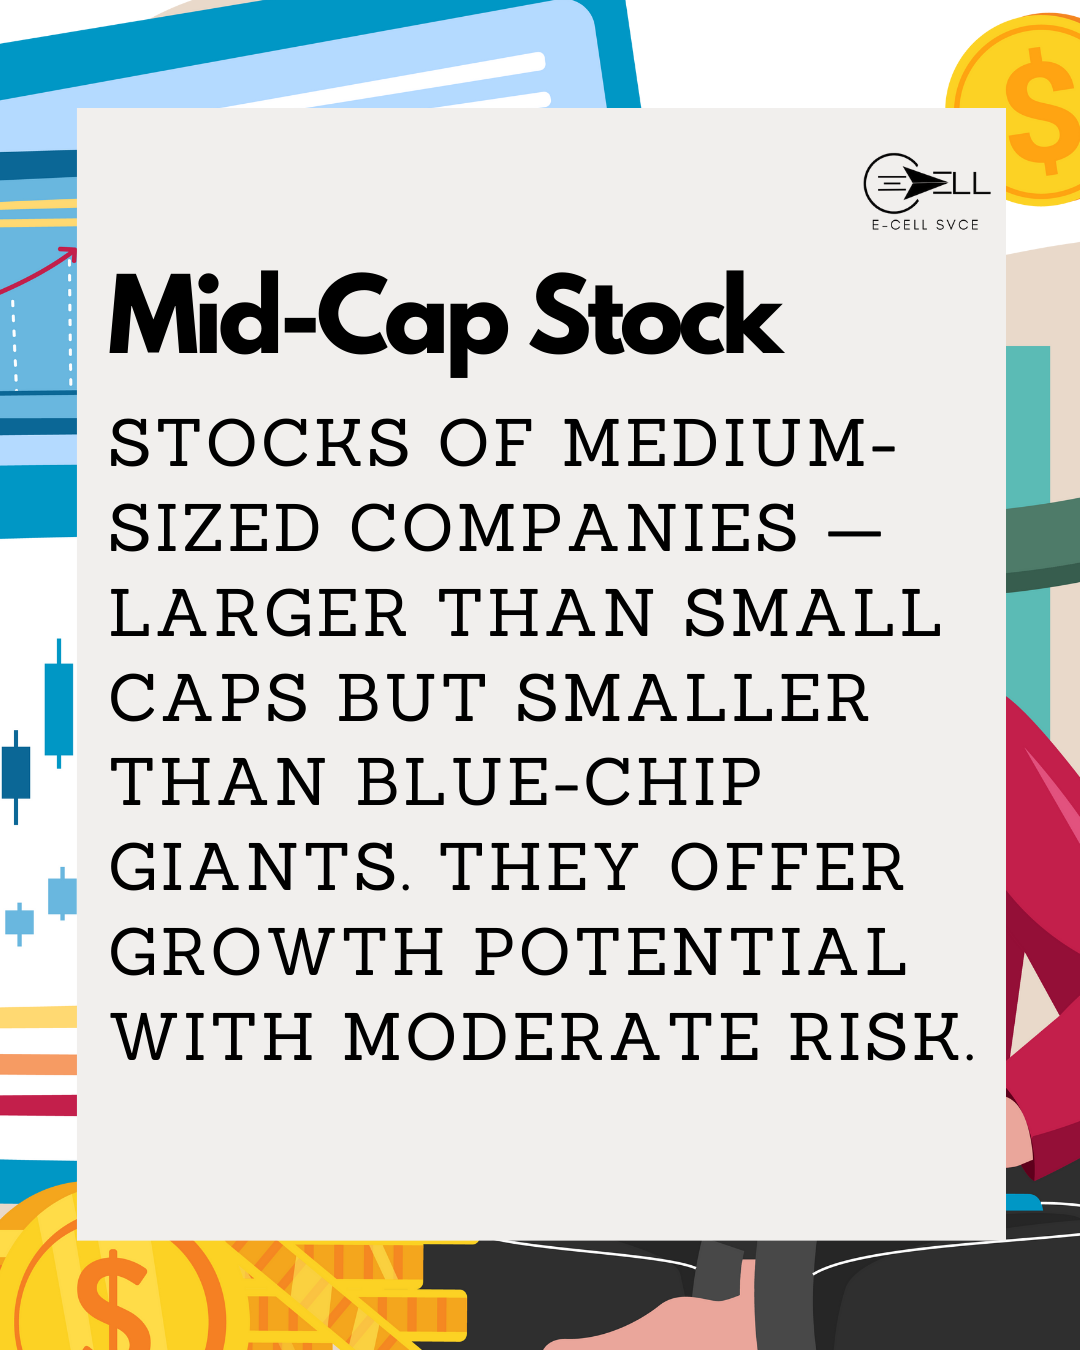 ELL
E-CELL SVCE
Mid-Cap Stock
STOCKS OF MEDIUM-
SIZED COMPANIES —
LARGER THAN SMALL
CAPS BUT SMALLER
THAN BLUE-CHIP
GIANTS. THEY OFFER
GROWTH POTENTIAL
WITH MODERATE RISK.
$
$